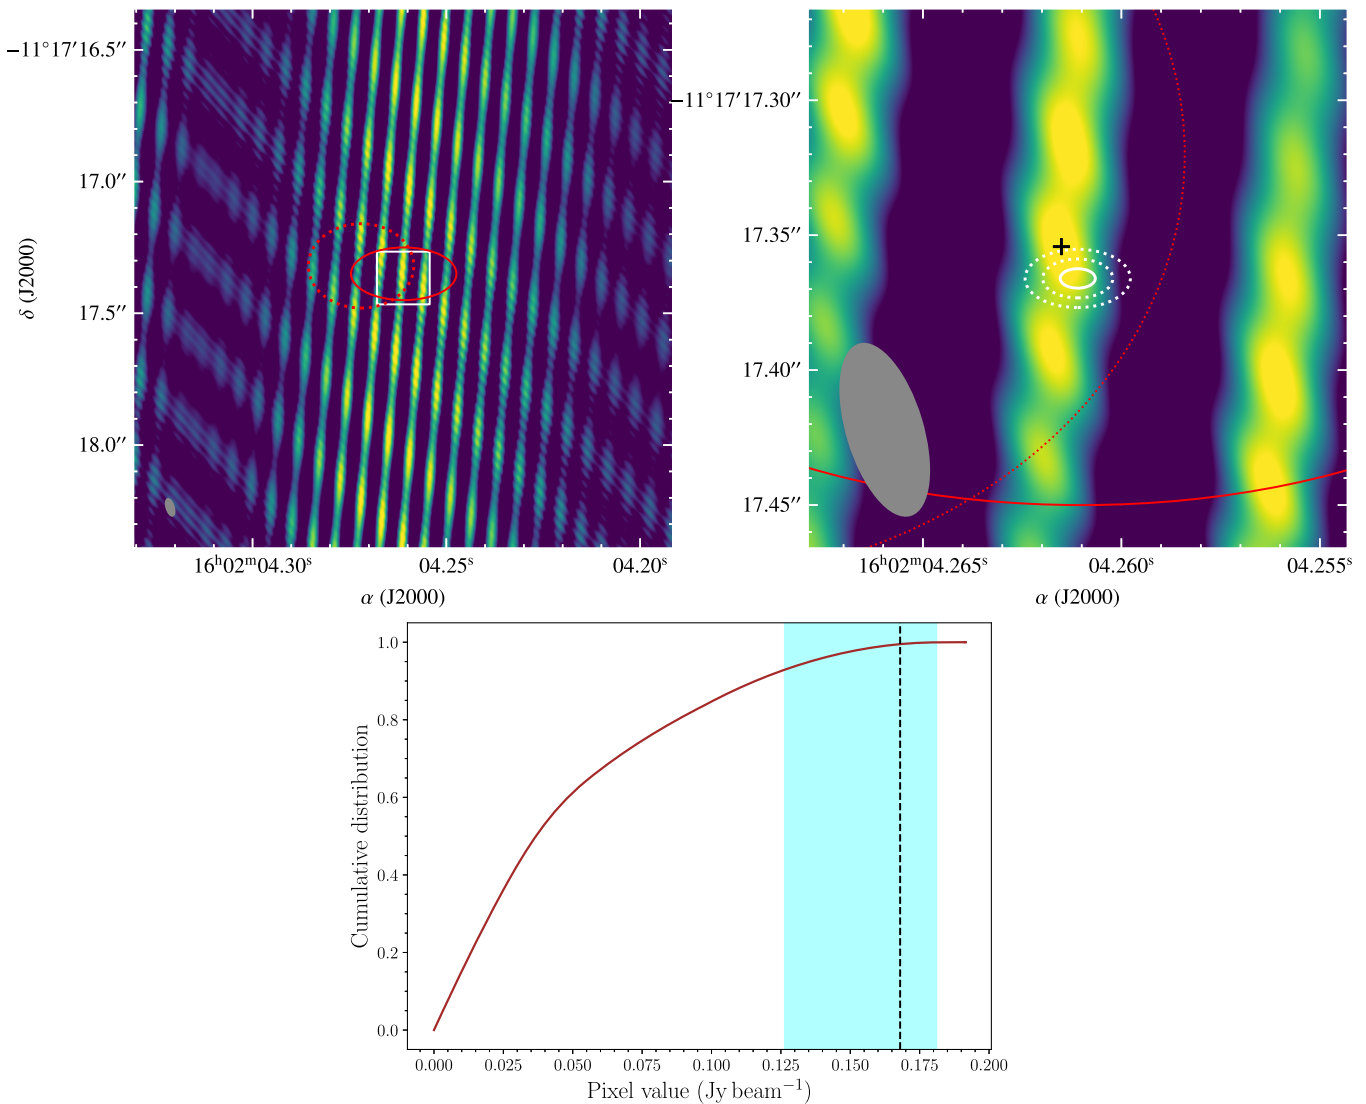 −11°17′16.5″
17.0″
17.5″
18.0″
δ (J2000)
16ʰ02ᵐ04.30ˢ 04.25ˢ 04.20ˢ
α (J2000)
−11°17′17.30″
17.35″
17.40″
17.45″
16ʰ02ᵐ04.265ˢ 04.260ˢ 04.255ˢ
α (J2000)
1.0
0.8
0.6
0.4
0.2
0.0
Cumulative distribution
0.000 0.025 0.050 0.075 0.100 0.125 0.150 0.175 0.200
Pixel value (Jy beam⁻¹)